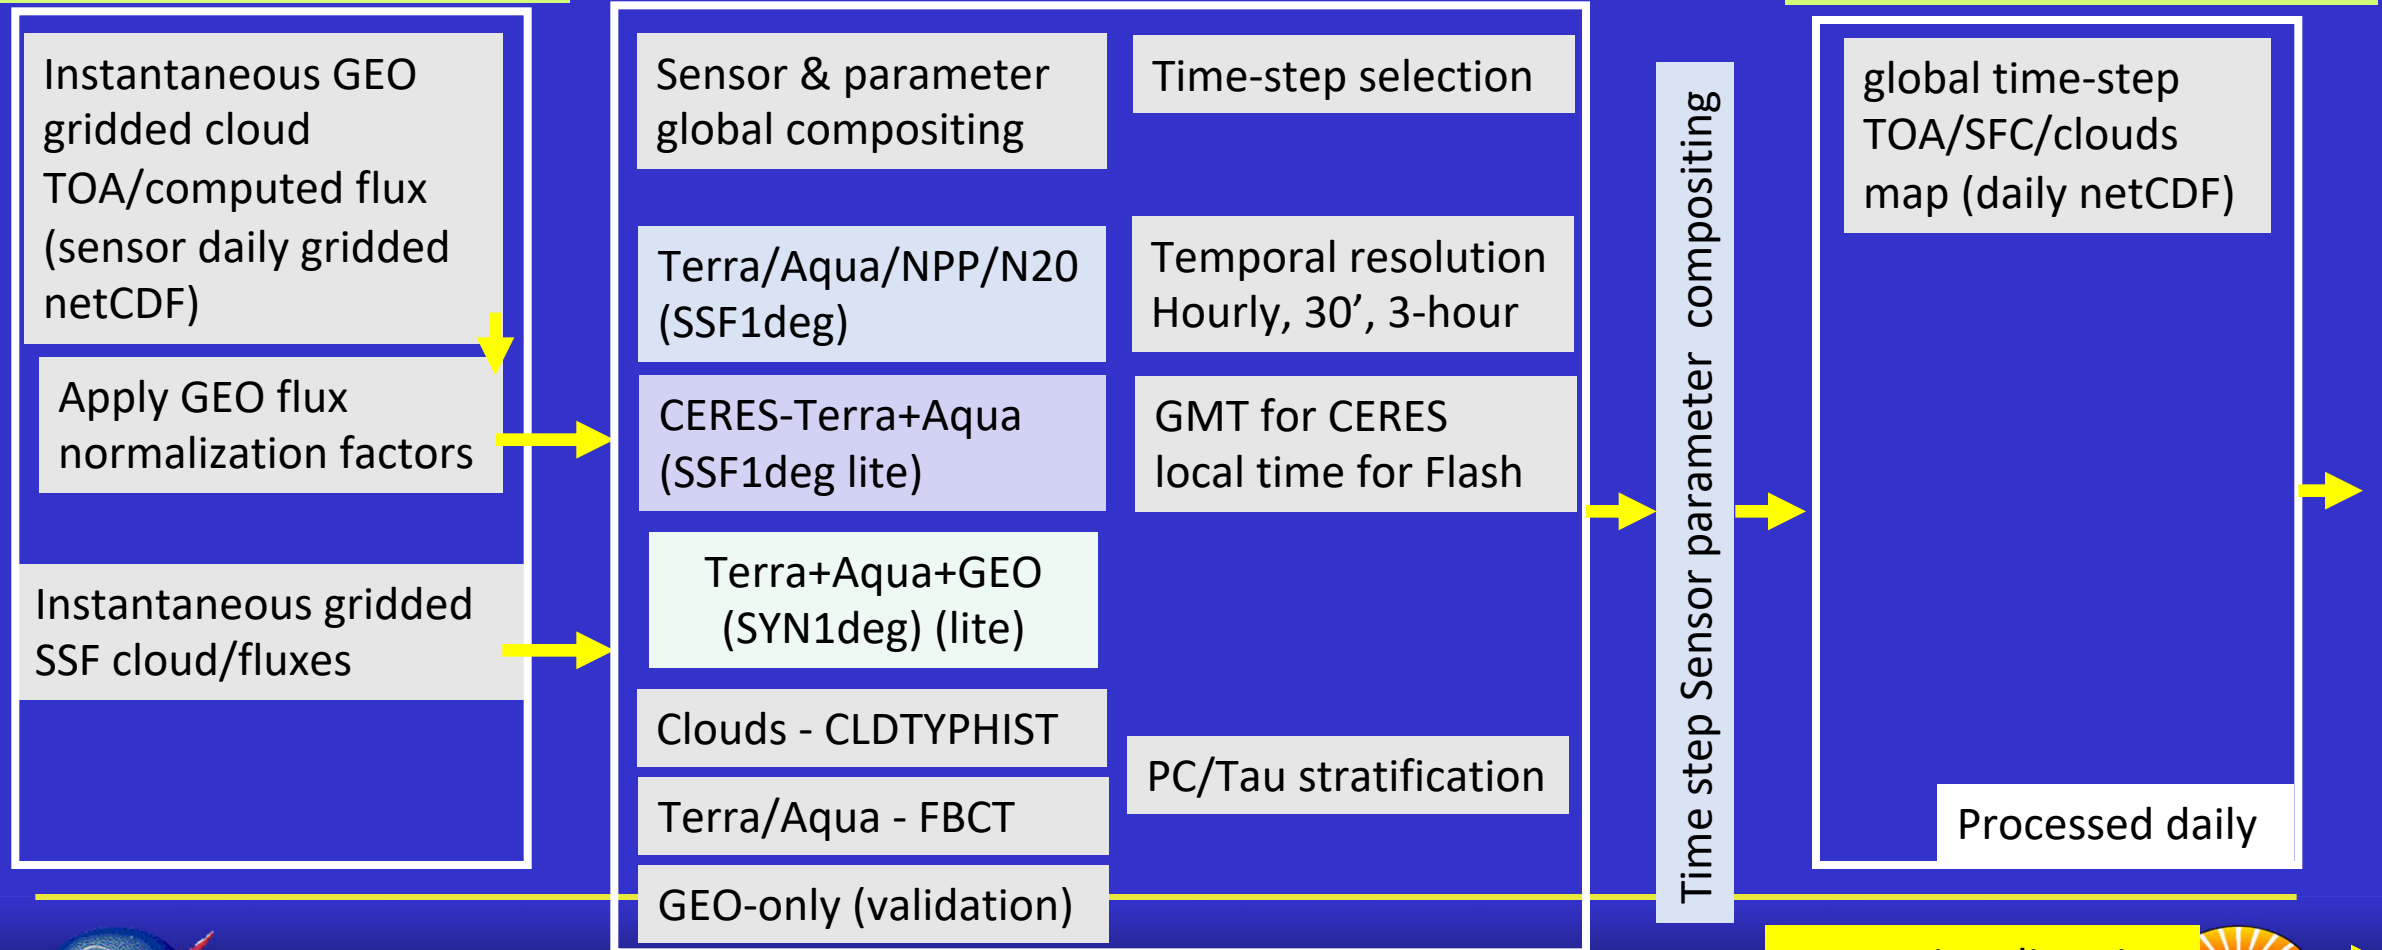 Instantaneous GEO
gridded cloud
TOA/computed flux
(sensor daily gridded
netCDF)
Apply GEO flux
normalization factors
Instantaneous gridded
SSF cloud/fluxes
Sensor & parameter
global compositing
Terra/Aqua/NPP/N20
(SSF1deg)
CERES-Terra+Aqua
(SSF1deg lite)
Terra+Aqua+GEO
(SYN1deg) (lite)
Clouds - CLDTYPHIST
Terra/Aqua - FBCT
GEO-only (validation)
Time-step selection
Temporal resolution
Hourly, 30’, 3-hour
GMT for CERES
local time for Flash
PC/Tau stratification
Time step Sensor parameter compositing
global time-step
TOA/SFC/clouds
map (daily netCDF)
Processed daily